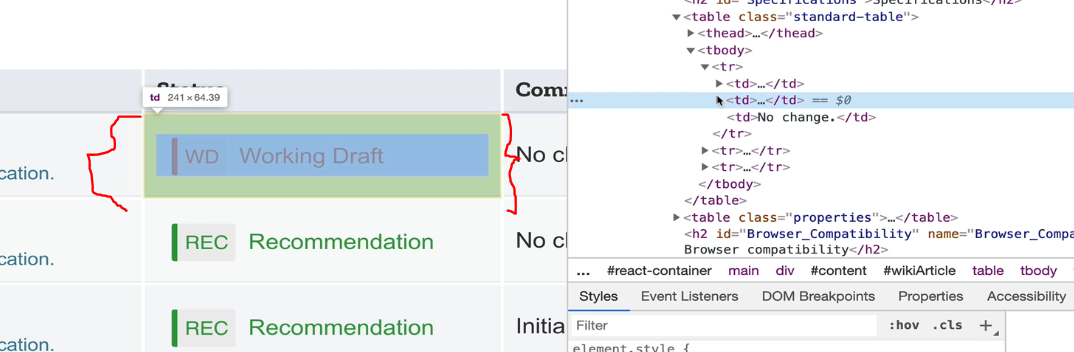 Status
Comm
td 241×64.39
WD Working Draft
No cl
cation.
REC Recommendation
No cl
cation.
REC Recommendation
Initia
cation.
<h2 id="Specifications">Specifications</h2>
▼<table class="standard-table">
▶<thead>…</thead>
▼<tbody>
▼<tr>
▶<td>…</td>
… <td>…</td> == $0
<td>No change.</td>
</tr>
▶<tr>…</tr>
▶<tr>…</tr>
</tbody>
</table>
▶<table class="properties">…</table>
<h2 id="Browser_Compatibility" name="Browser_Compa
Browser compatibility</h2>
... #react-container main div #content #wikiArticle table tbody
Styles Event Listeners DOM Breakpoints Properties Accessibility
Filter :hov .cls +
element.style {